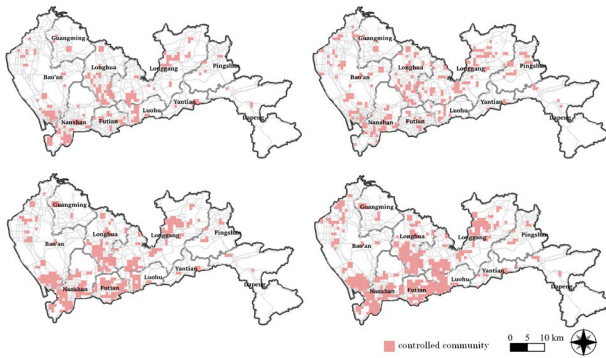 Guangming
Bao'an
Longhua
Longgang
Pingshan
Nanshan
Futian
Luohu
Yantian
Dapeng
Guangming
Bao'an
Longhua
Longgang
Pingshan
Nanshan
Futian
Luohu
Yantian
Dapeng
Guangming
Bao'an
Longhua
Longgang
Pingshan
Nanshan
Futian
Luohu
Yantian
Dapeng
Guangming
Bao'an
Longhua
Longgang
Pingshan
Nanshan
Futian
Luohu
Yantian
Dapeng
controlled community
0 5 10 km